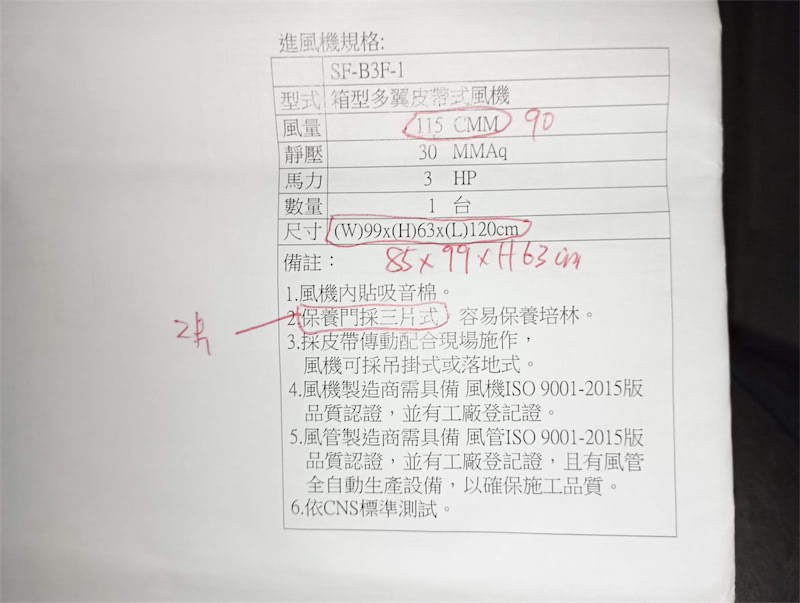 進風機規格:
SF-B3F-1
型式 箱型多翼皮帶式風機
風量 115 CMM 90
靜壓 30 MMAq
馬力 3 HP
數量 1 台
尺寸 (W)99x(H)63x(L)120cm
備註： 85x99xH63cm
1.風機內貼吸音棉。
2.保養門採三片式 容易保養培林。
2片
3.採皮帶傳動配合現場施作，
風機可採吊掛式或落地式。
4.風機製造商需具備 風機ISO 9001-2015版
品質認證，並有工廠登記證。
5.風管製造商需具備 風管ISO 9001-2015版
品質認證，並有工廠登記證，且有風管
全自動生產設備，以確保施工品質。
6.依CNS標準測試。